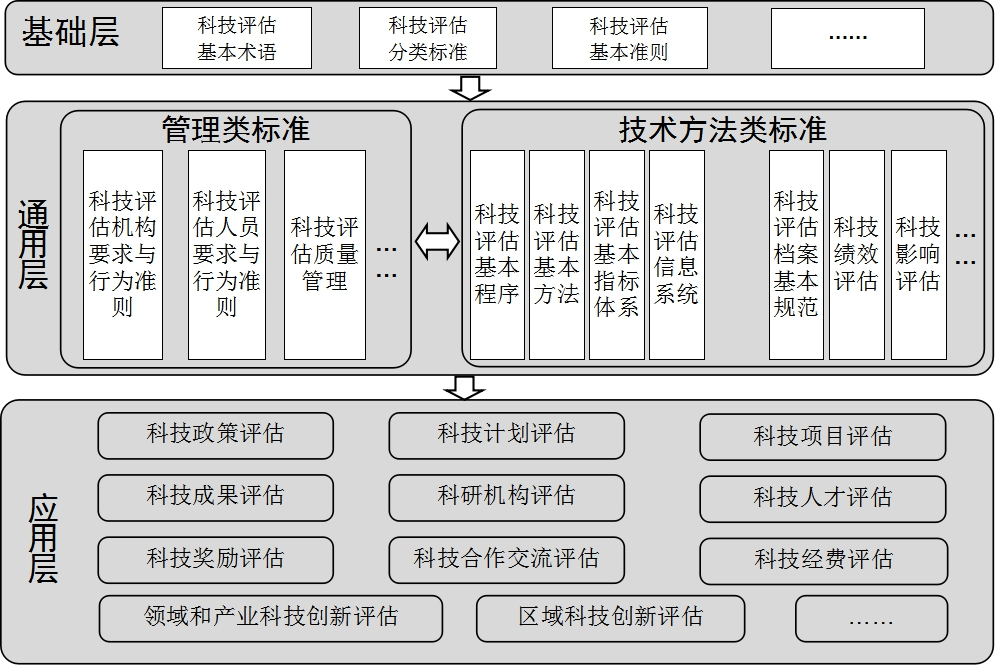 基础层
科技评估
基本术语
科技评估
分类标准
科技评估
基本准则
……
通用层
管理类标准
科技评
估机构
要求与
行为准
则
科技评
估人员
要求与
行为准
则
科技评
估质量
管理
…
…
技术方法类标准
科技
评估
基本
程序
科技
评估
基本
方法
科技
评估
基本
指标
体系
科技
评估
信息
系统
科技
评估
档案
基本
规范
科技
绩效
评估
科技
影响
评估
…
…
应用层
科技政策评估
科技计划评估
科技项目评估
科技成果评估
科研机构评估
科技人才评估
科技奖励评估
科技合作交流评估
科技经费评估
领域和产业科技创新评估
区域科技创新评估
……